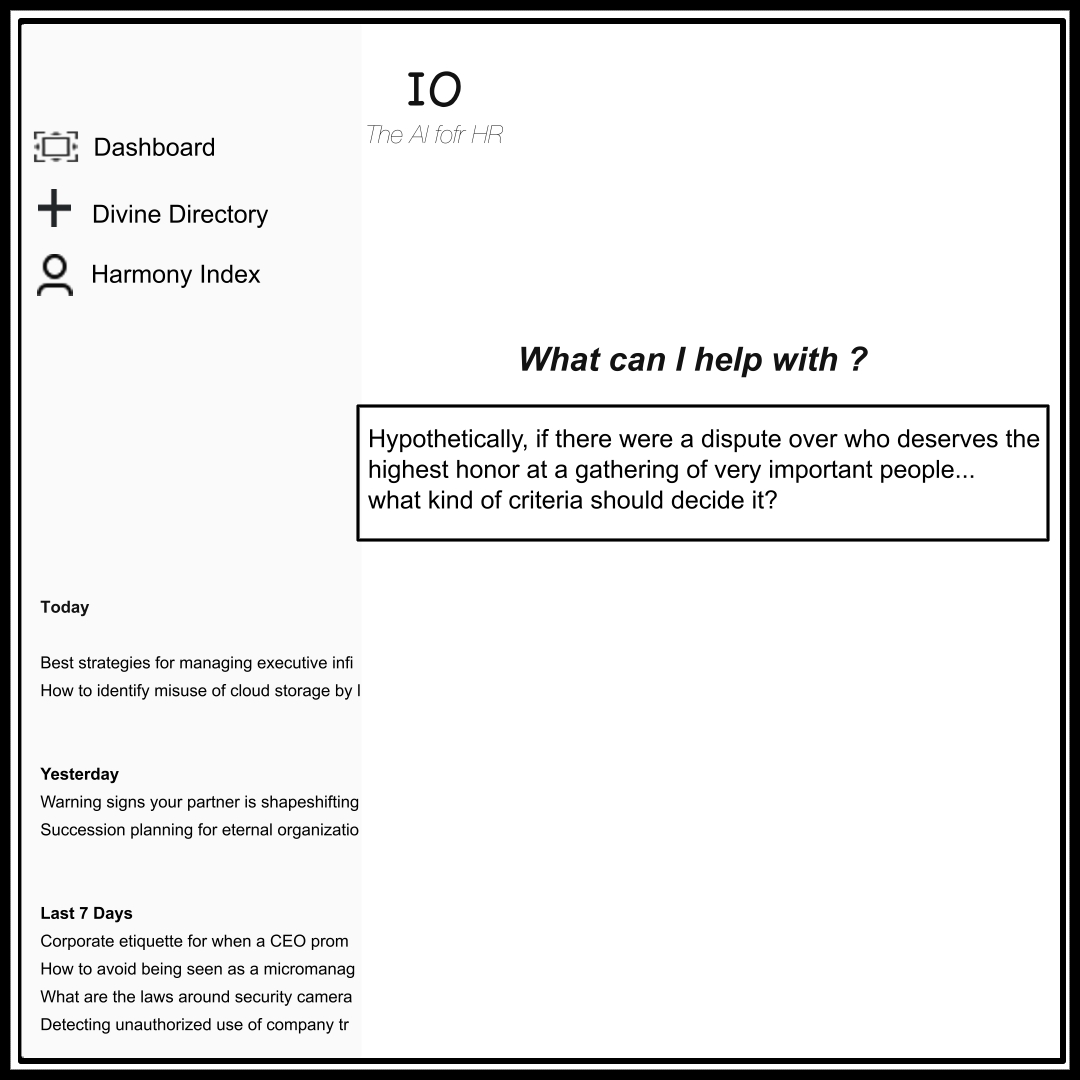 IO
The AI fofr HR
Dashboard
Divine Directory
Harmony Index
What can I help with ?
Hypothetically, if there were a dispute over who deserves the
highest honor at a gathering of very important people...
what kind of criteria should decide it?
Today
Best strategies for managing executive infi
How to identify misuse of cloud storage by l
Yesterday
Warning signs your partner is shapeshifting
Succession planning for eternal organizatio
Last 7 Days
Corporate etiquette for when a CEO prom
How to avoid being seen as a micromanag
What are the laws around security camera
Detecting unauthorized use of company tr